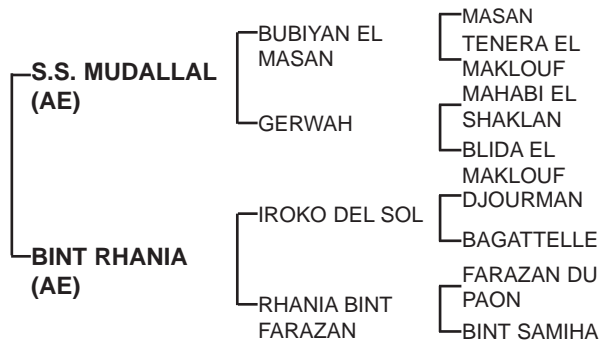 S.S. MUDALLAL
(AE)
BUBIYAN EL
MASAN
MASAN
TENERA EL
MAKLOUF
GERWAH
MAHABI EL
SHAKLAN
BLIDA EL
MAKLOUF
BINT RHANIA
(AE)
IROKO DEL SOL
DJOURMAN
BAGATTELLE
RHANIA BINT
FARAZAN
FARAZAN DU
PAON
BINT SAMIHA